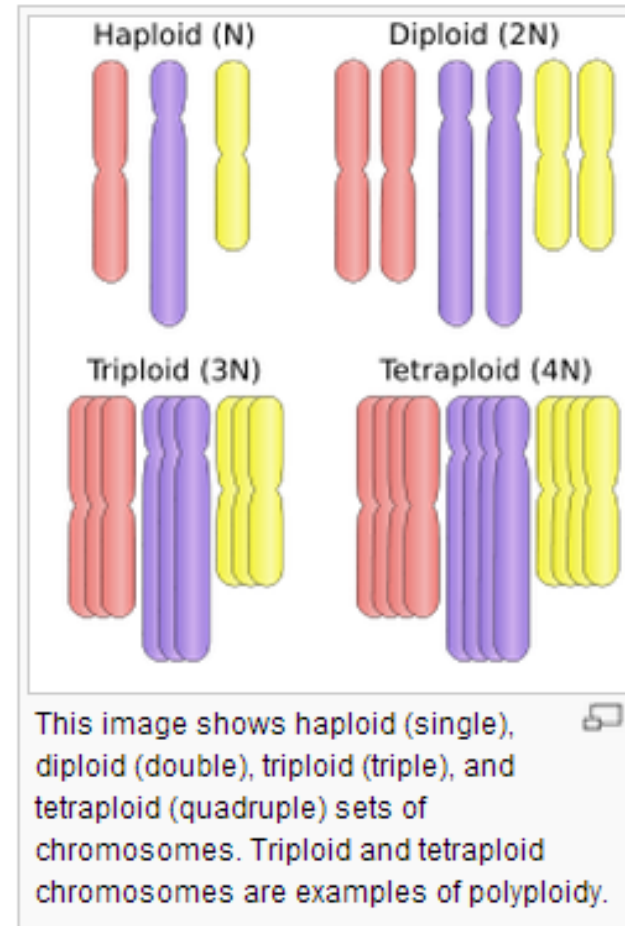 Haploid (N)
Diploid (2N)
Triploid (3N)
Tetraploid (4N)
This image shows haploid (single),
diploid (double), triploid (triple), and
tetraploid (quadruple) sets of
chromosomes. Triploid and tetraploid
chromosomes are examples of polyploidy.